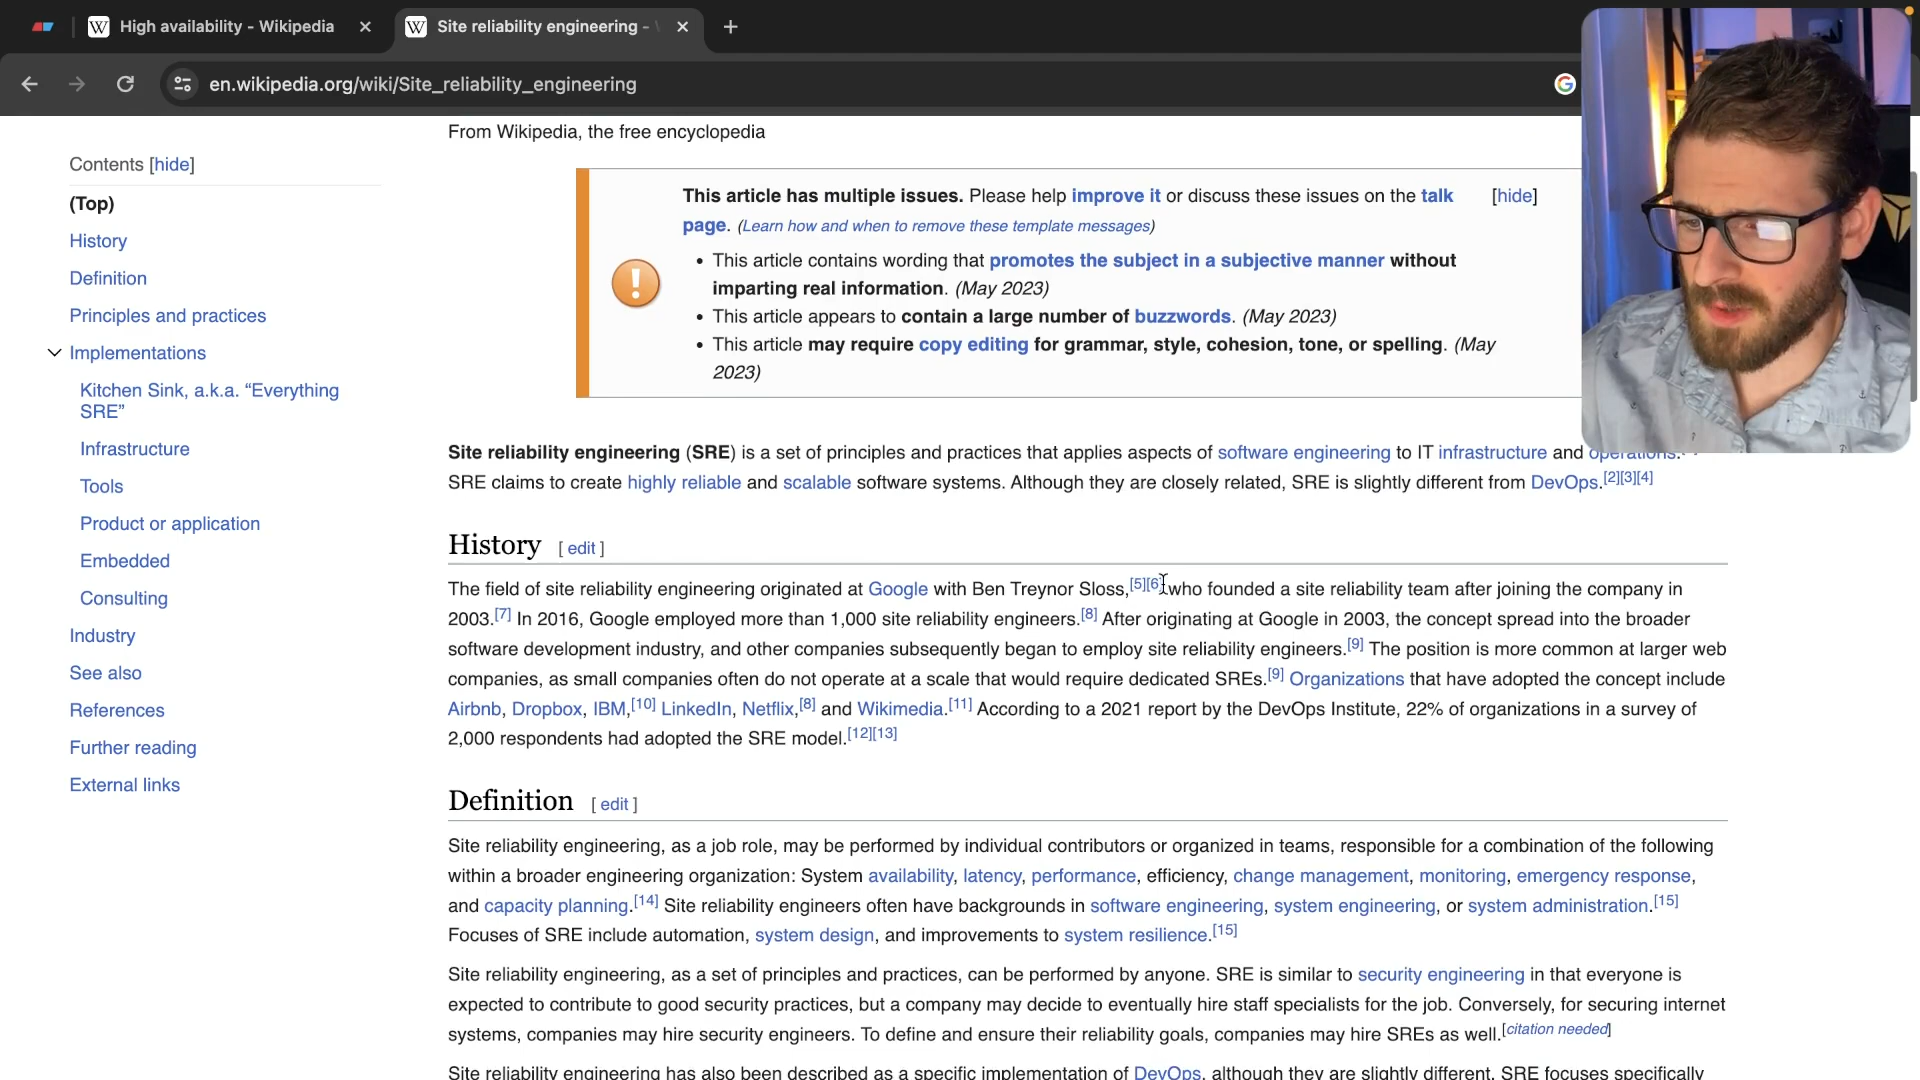 High availability - Wikipedia
Site reliability engineering -
en.wikipedia.org/wiki/Site_reliability_engineering
From Wikipedia, the free encyclopedia
Contents [hide]
(Top)
History
Definition
Principles and practices
Implementations
Kitchen Sink, a.k.a. “Everything
SRE”
Infrastructure
Tools
Product or application
Embedded
Consulting
Industry
See also
References
Further reading
External links
This article has multiple issues. Please help improve it or discuss these issues on the talk [hide]
page. (Learn how and when to remove these template messages)
• This article contains wording that promotes the subject in a subjective manner without
imparting real information. (May 2023)
• This article appears to contain a large number of buzzwords. (May 2023)
• This article may require copy editing for grammar, style, cohesion, tone, or spelling. (May
2023)
Site reliability engineering (SRE) is a set of principles and practices that applies aspects of software engineering to IT infrastructure and operations.
SRE claims to create highly reliable and scalable software systems. Although they are closely related, SRE is slightly different from DevOps.[2][3][4]
History [ edit ]
The field of site reliability engineering originated at Google with Ben Treynor Sloss,[5][6] who founded a site reliability team after joining the company in
2003.[7] In 2016, Google employed more than 1,000 site reliability engineers.[8] After originating at Google in 2003, the concept spread into the broader
software development industry, and other companies subsequently began to employ site reliability engineers.[9] The position is more common at larger web
companies, as small companies often do not operate at a scale that would require dedicated SREs.[9] Organizations that have adopted the concept include
Airbnb, Dropbox, IBM,[10] LinkedIn, Netflix,[8] and Wikimedia.[11] According to a 2021 report by the DevOps Institute, 22% of organizations in a survey of
2,000 respondents had adopted the SRE model.[12][13]
Definition [ edit ]
Site reliability engineering, as a job role, may be performed by individual contributors or organized in teams, responsible for a combination of the following
within a broader engineering organization: System availability, latency, performance, efficiency, change management, monitoring, emergency response,
and capacity planning.[14] Site reliability engineers often have backgrounds in software engineering, system engineering, or system administration.[15]
Focuses of SRE include automation, system design, and improvements to system resilience.[15]
Site reliability engineering, as a set of principles and practices, can be performed by anyone. SRE is similar to security engineering in that everyone is
expected to contribute to good security practices, but a company may decide to eventually hire staff specialists for the job. Conversely, for securing internet
systems, companies may hire security engineers. To define and ensure their reliability goals, companies may hire SREs as well.[citation needed]
Site reliability engineering has also been described as a specific implementation of DevOps, although they are slightly different. SRE focuses specifically